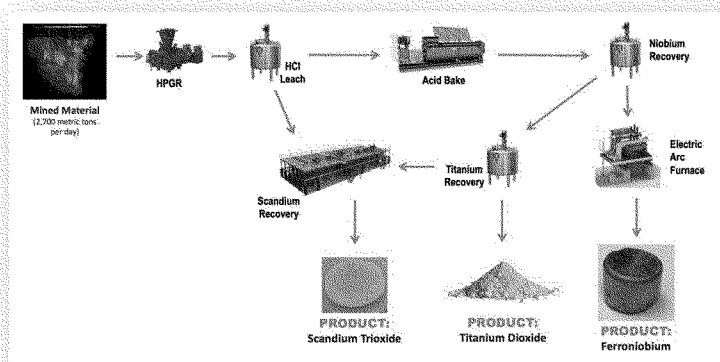 Mined Material
(2,700 metric tons
per day)
HPGR
HCl
Leach
Acid Bake
Niobium
Recovery
Scandium
Recovery
Titanium
Recovery
Electric
Arc
Furnace
PRODUCT:
Scandium Trioxide
PRODUCT:
Titanium Dioxide
PRODUCT:
Ferroniobium